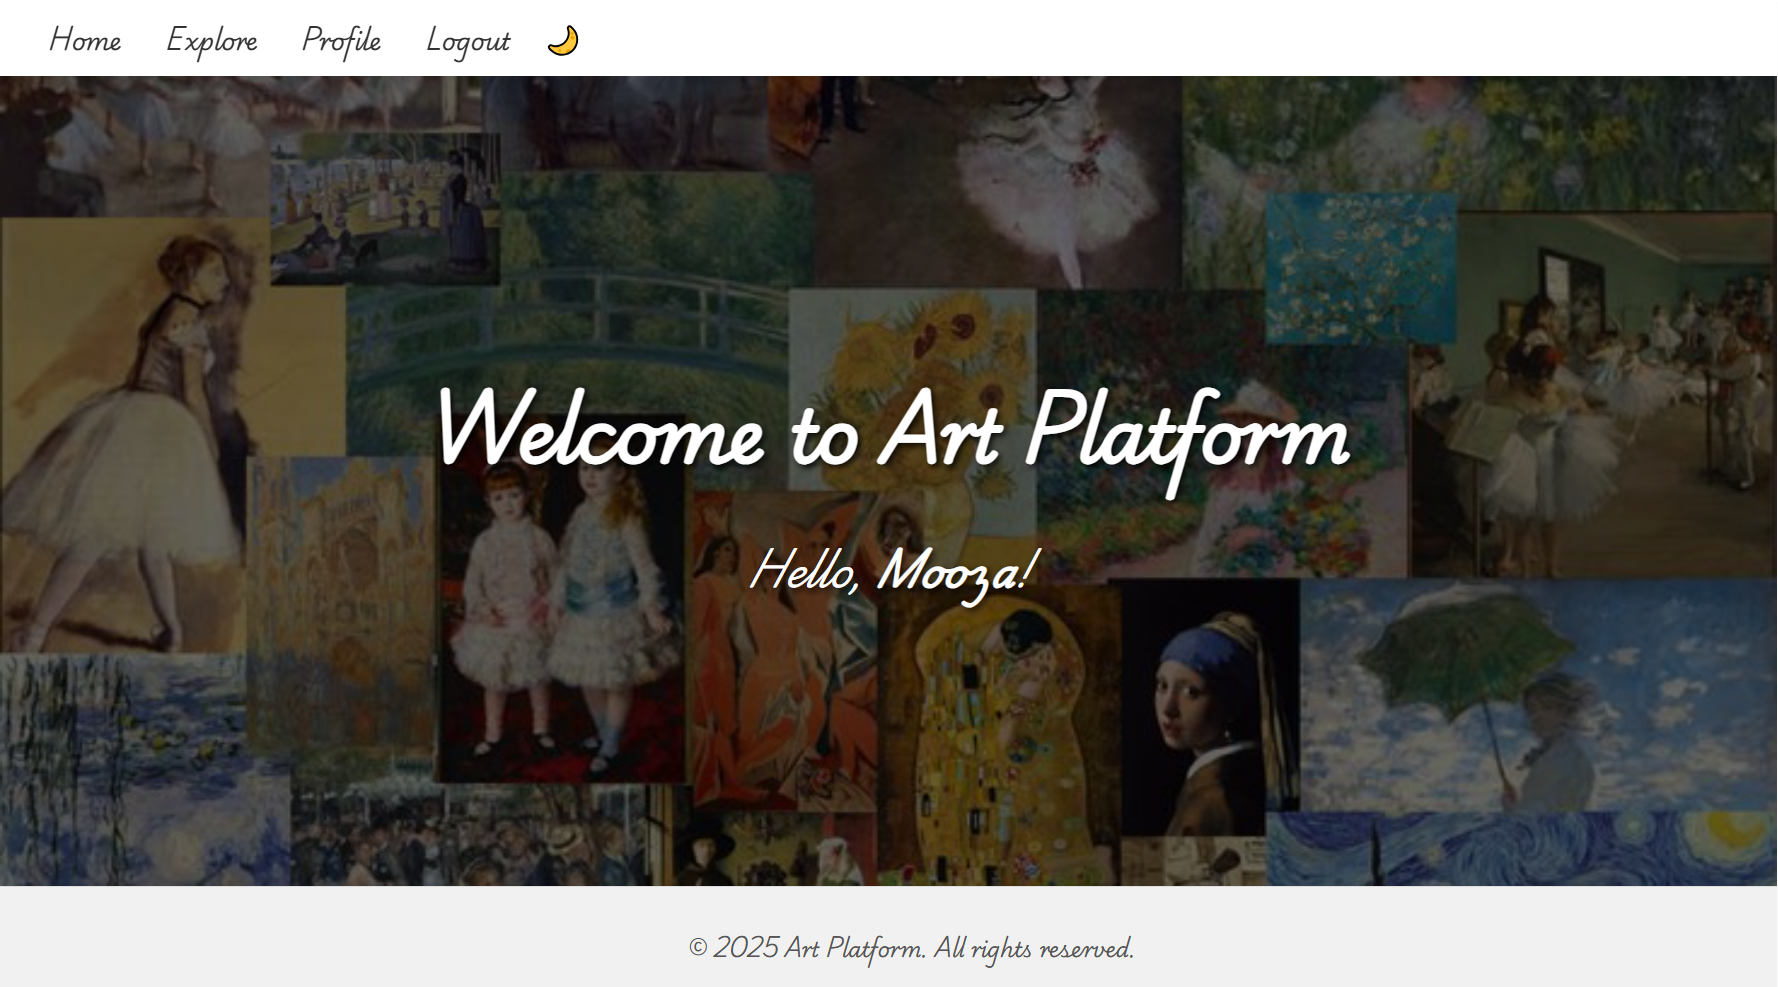 Home Explore Profile Logout
Welcome to Art Platform
Hello, Mooza!
© 2025 Art Platform. All rights reserved.